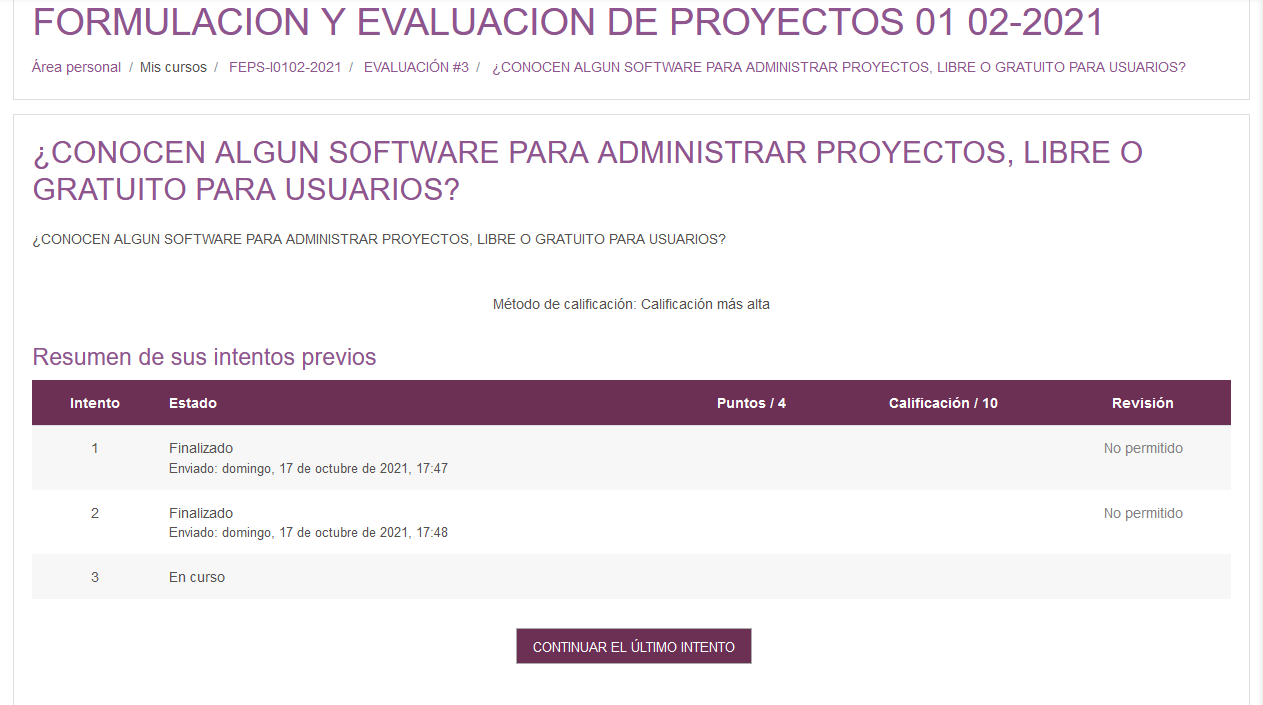 FORMULACION Y EVALUACION DE PROYECTOS 01 02-2021
Área personal / Mis cursos / FEPS-I0102-2021 / EVALUACIÓN #3 / ¿CONOCEN ALGUN SOFTWARE PARA ADMINISTRAR PROYECTOS, LIBRE O GRATUITO PARA USUARIOS?
¿CONOCEN ALGUN SOFTWARE PARA ADMINISTRAR PROYECTOS, LIBRE O
GRATUITO PARA USUARIOS?
¿CONOCEN ALGUN SOFTWARE PARA ADMINISTRAR PROYECTOS, LIBRE O GRATUITO PARA USUARIOS?
Método de calificación: Calificación más alta
Resumen de sus intentos previos
Intento Estado Puntos / 4 Calificación / 10 Revisión
1 Finalizado No permitido
Enviado: domingo, 17 de octubre de 2021, 17:47
2 Finalizado No permitido
Enviado: domingo, 17 de octubre de 2021, 17:48
3 En curso
CONTINUAR EL ÚLTIMO INTENTO